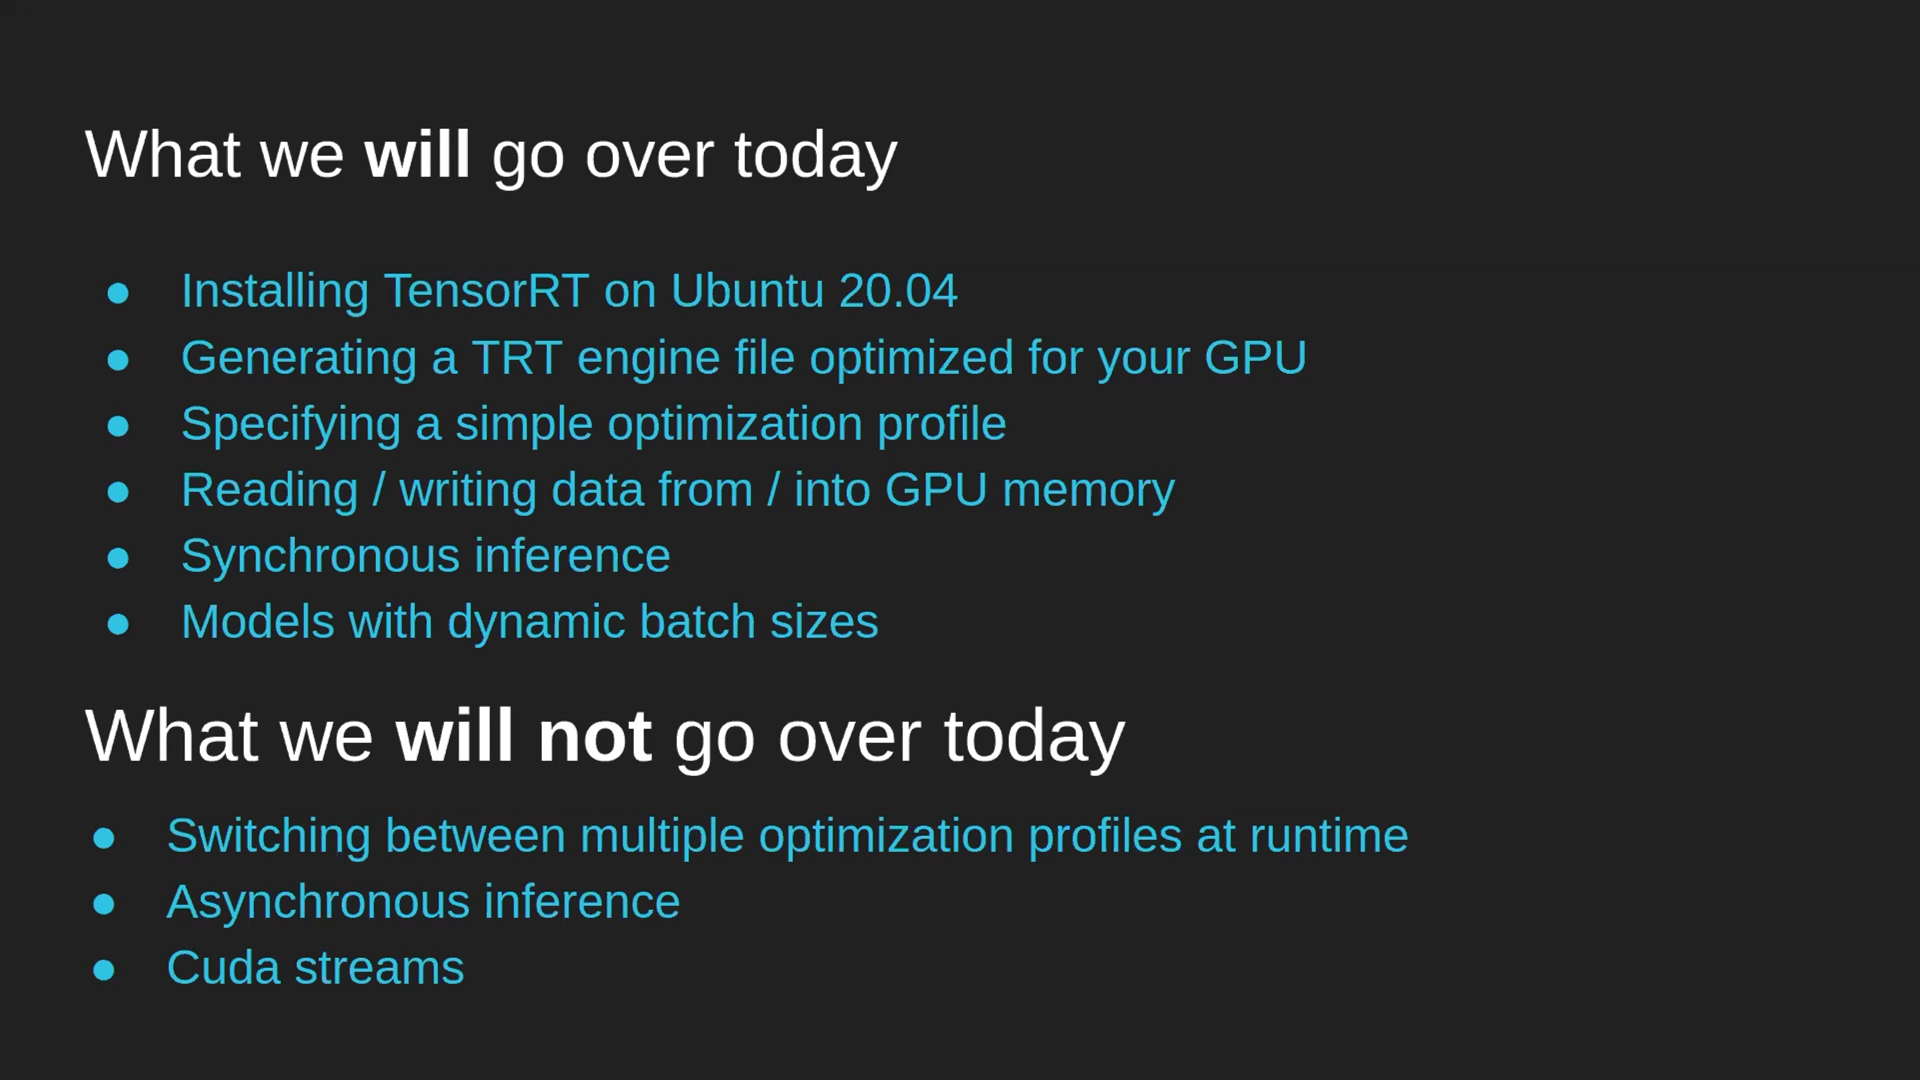 What we will go over today
● Installing TensorRT on Ubuntu 20.04
● Generating a TRT engine file optimized for your GPU
● Specifying a simple optimization profile
● Reading / writing data from / into GPU memory
● Synchronous inference
● Models with dynamic batch sizes
What we will not go over today
● Switching between multiple optimization profiles at runtime
● Asynchronous inference
● Cuda streams